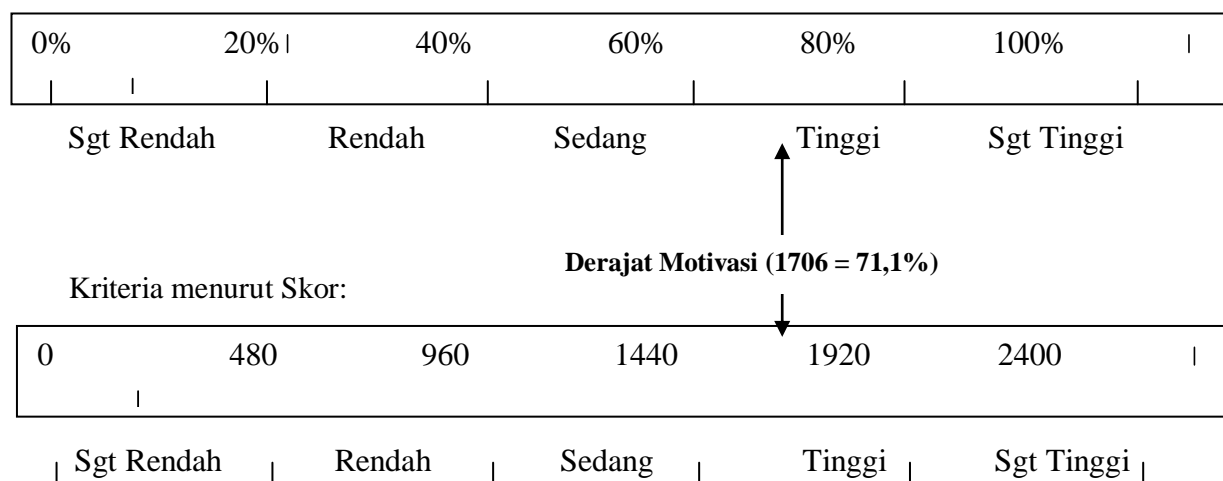 0% 20% 40% 60% 80% 100%
Sgt Rendah Rendah Sedang Tinggi Sgt Tinggi
Derajat Motivasi (1706 = 71,1%)
Kriteria menurut Skor:
0 480 960 1440 1920 2400
Sgt Rendah Rendah Sedang Tinggi Sgt Tinggi